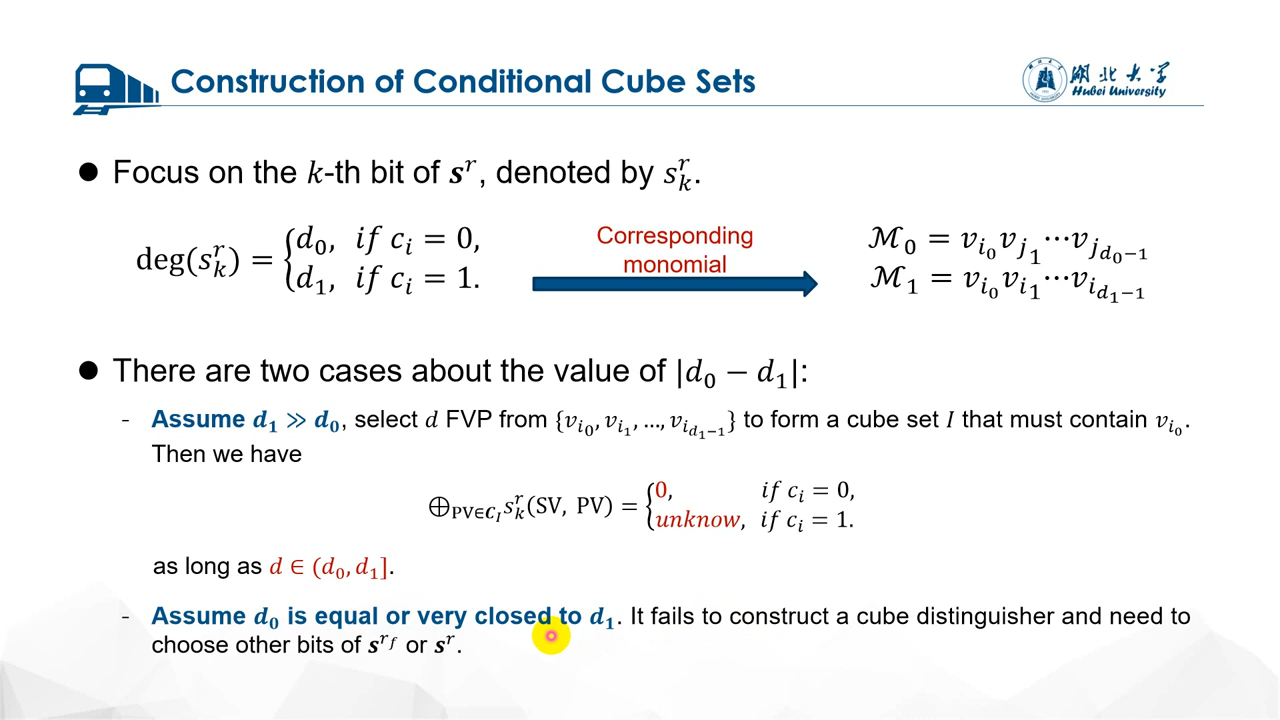 Construction of Conditional Cube Sets
湖北大学
Hubei University
● Focus on the k-th bit of s^r, denoted by s_k^r.
deg(s_k^r) = { d_0, if c_i = 0,
d_1, if c_i = 1.
Corresponding
monomial
ℳ_0 = v_{i_0} v_{j_1} ⋯ v_{j_{d_0−1}}
ℳ_1 = v_{i_0} v_{i_1} ⋯ v_{i_{d_1−1}}
● There are two cases about the value of |d_0 − d_1|:
- Assume d_1 ≫ d_0, select d FVP from {v_{i_0}, v_{i_1}, …, v_{i_{d_1−1}}} to form a cube set I that must contain v_{i_0}.
Then we have
⊕_{PV∈C_I} s_k^r(SV, PV) = { 0, if c_i = 0,
unknow, if c_i = 1.
as long as d ∈ (d_0, d_1].
- Assume d_0 is equal or very closed to d_1. It fails to construct a cube distinguisher and need to
choose other bits of s^{r_f} or s^r.